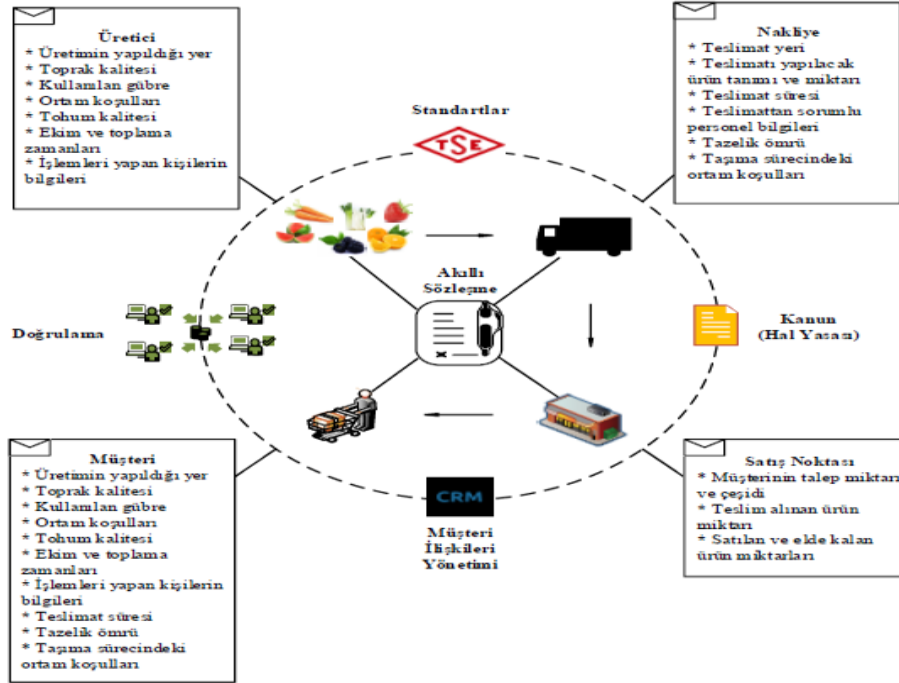 Üretici
* Üretimin yapıldığı yer
* Toprak kalitesi
* Kullanılan gübre
* Ortam koşulları
* Tohum kalitesi
* Ekim ve toplama
zamanları
* İşlemleri yapan kişilerin
bilgileri
Nakliye
* Teslimat yeri
* Teslimatı yapılacak
ürün tanımı ve miktarı
* Teslimat süresi
* Teslimattan sorumlu
personel bilgileri
* Tazelik ömrü
* Taşıma sürecindeki
ortam koşulları
Standartlar
TSE
Akıllı
Sözleşme
Doğrulama
Kanun
(Hal Yasası)
Müşteri
* Üretimin yapıldığı yer
* Toprak kalitesi
* Kullanılan gübre
* Ortam koşulları
* Tohum kalitesi
* Ekim ve toplama
zamanları
* İşlemleri yapan kişilerin
bilgileri
* Teslimat süresi
* Tazelik ömrü
* Taşıma sürecindeki
ortam koşulları
CRM
Müşteri
İlişkileri
Yönetimi
Satış Noktası
* Müşterinin talep miktarı
ve çeşidi
* Teslim alınan ürün
miktarı
* Satılan ve elde kalan
ürün miktarları